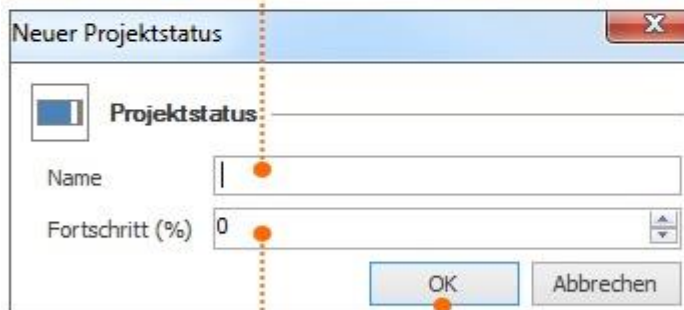 Neuer Projektstatus
Projektstatus
Name
Fortschritt (%) 0
OK Abbrechen